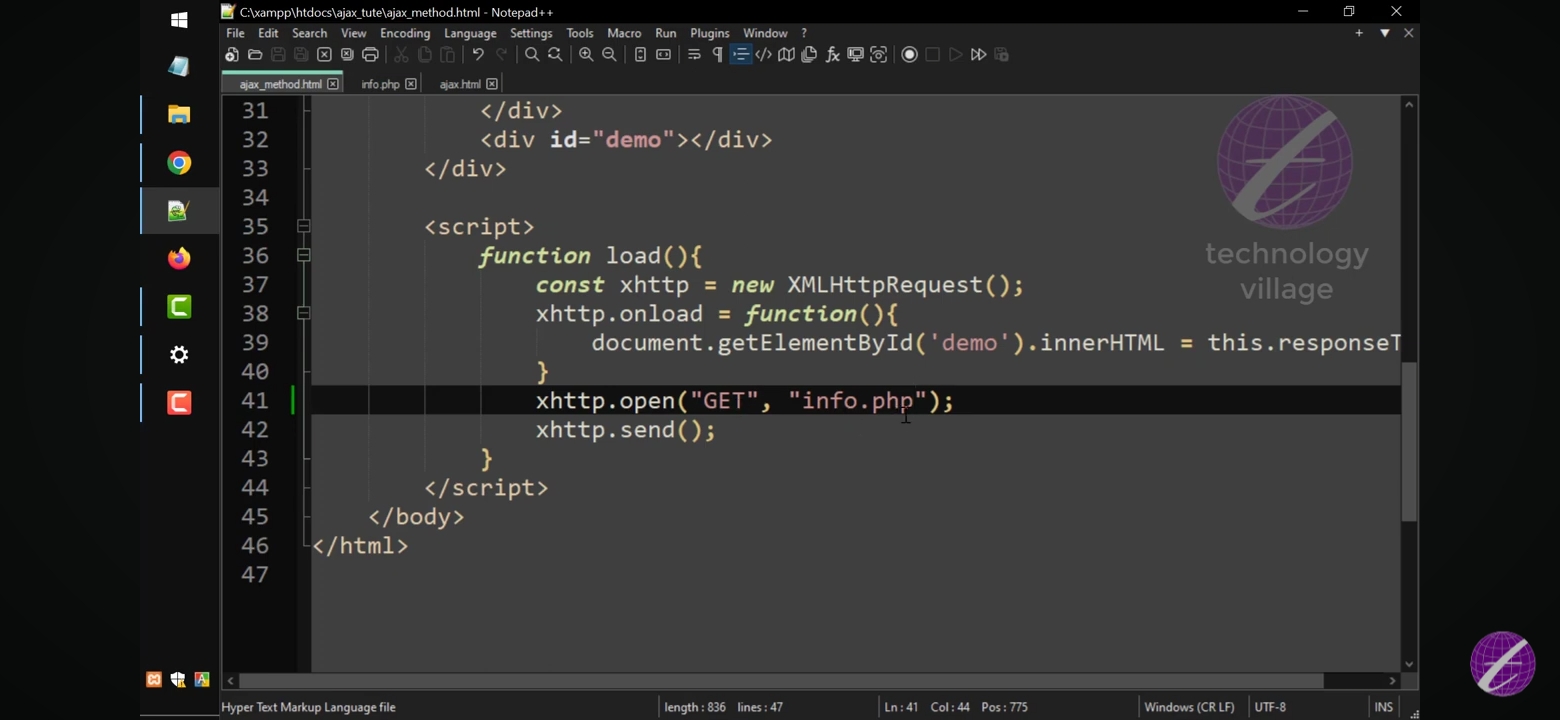 C:\xampp\htdocs\ajax_tute\ajax_method.html - Notepad++
File Edit Search View Encoding Language Settings Tools Macro Run Plugins Window ?
ajax_method.html info.php ajax.html
31 </div>
32 <div id="demo"></div>
33 </div>
34
35 <script>
36 function load(){
37 const xhttp = new XMLHttpRequest();
38 xhttp.onload = function(){
39 document.getElementById('demo').innerHTML = this.responseT
40 }
41 xhttp.open("GET", "info.php");
42 xhttp.send();
43 }
44 </script>
45 </body>
46 </html>
47
technology
village
Hyper Text Markup Language file length : 836 lines : 47 Ln : 41 Col : 44 Pos : 775 Windows (CR LF) UTF-8 INS